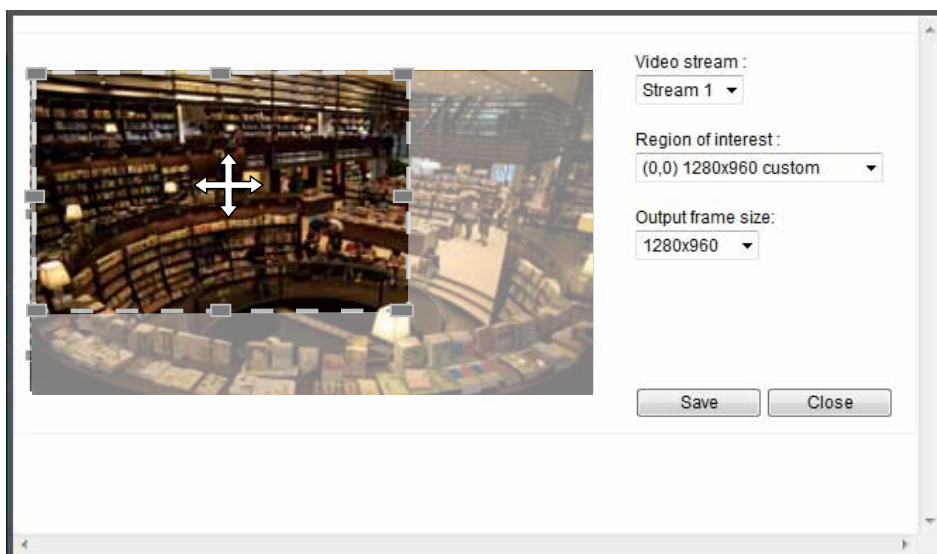 Video stream :
Stream 1
Region of interest :
(0,0) 1280x960 custom
Output frame size:
1280x960
Save
Close